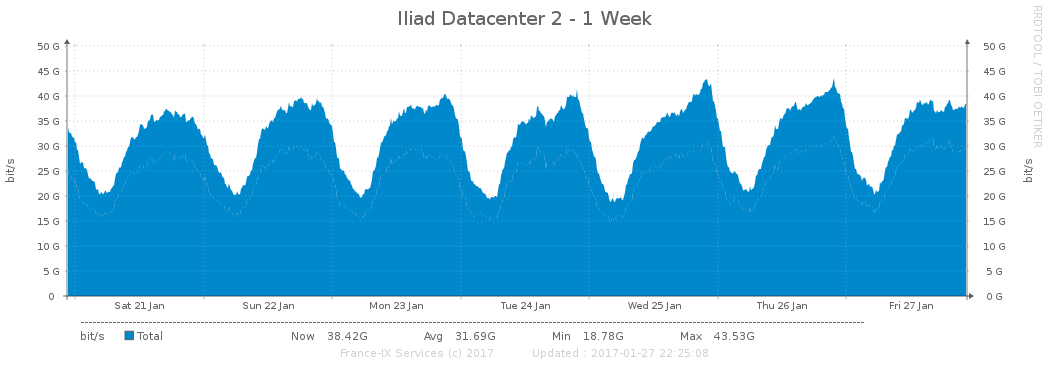 Iliad Datacenter 2 - 1 Week
RRDTOOL / TOBI OETIKER
50 G 50 G
45 G 45 G
40 G 40 G
35 G 35 G
30 G 30 G
25 G 25 G
20 G 20 G
15 G 15 G
10 G 10 G
5 G 5 G
0 0 G
bit/s
bit/s
Sat 21 Jan Sun 22 Jan Mon 23 Jan Tue 24 Jan Wed 25 Jan Thu 26 Jan Fri 27 Jan
bit/s Total Now 38.42G Avg 31.69G Min 18.78G Max 43.53G
France-IX Services (c) 2017 Updated : 2017-01-27 22:25:08